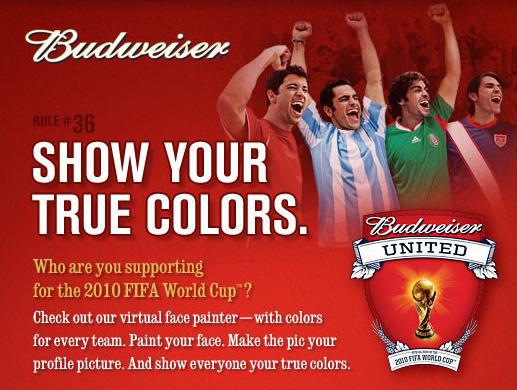 Budweiser
RULE #36
SHOW YOUR
TRUE COLORS.
Who are you supporting
for the 2010 FIFA World Cup™?
Check out our virtual face painter—with colors
for every team. Paint your face. Make the pic your
profile picture. And show everyone your true colors.
Budweiser
UNITED
2010 FIFA WORLD CUP™